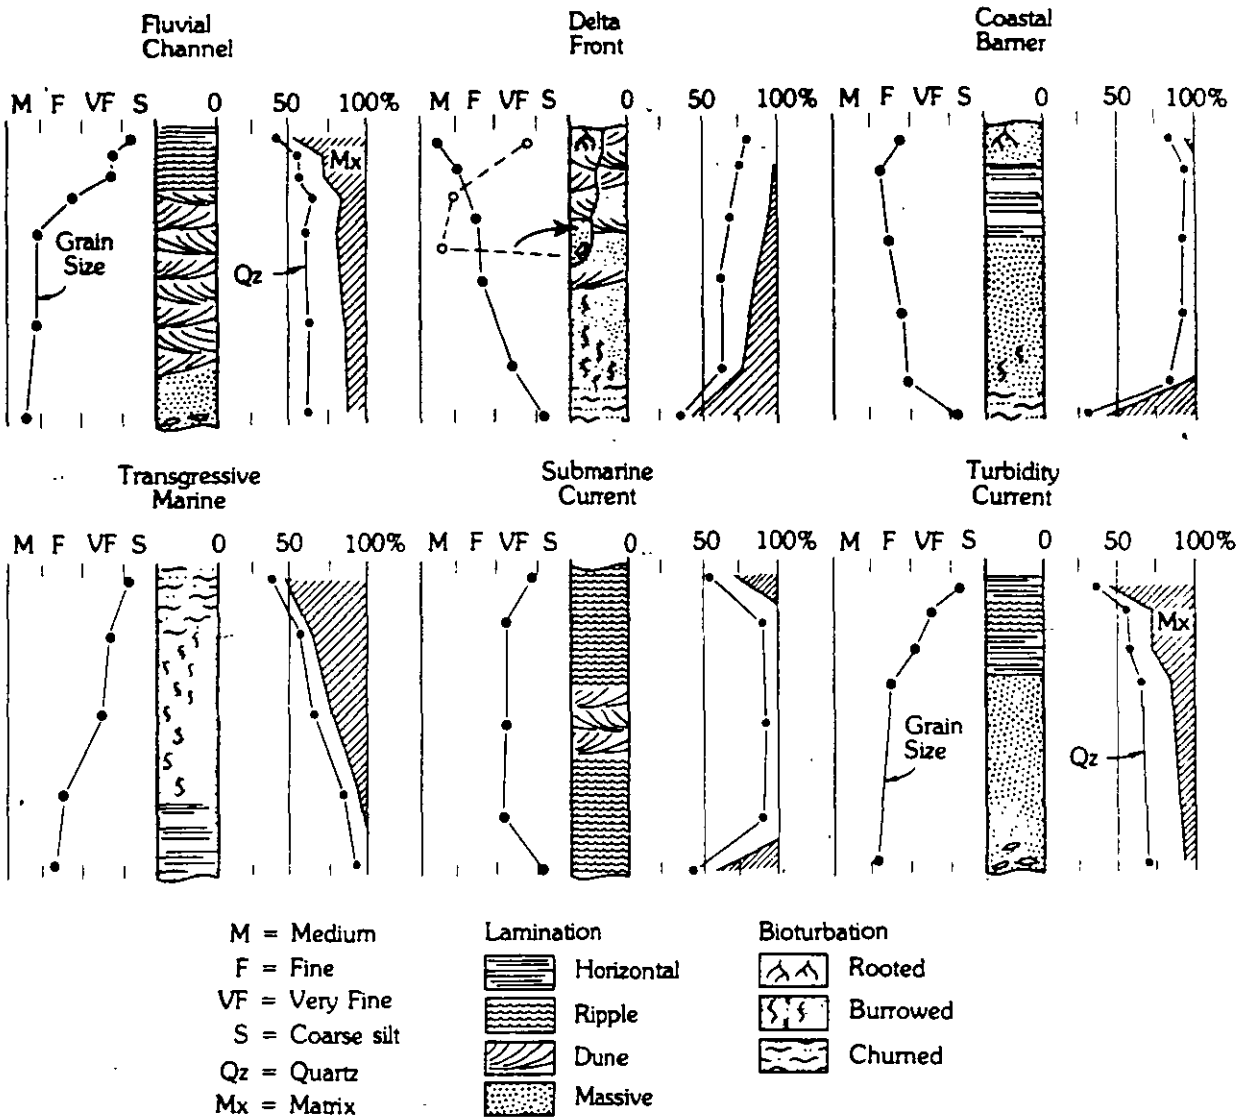 Fluvial
Channel
Delta
Front
Coastal
Barrier
M F VF S 0 50 100%
M F VF S 0 50 100%
M F VF S 0 50 100%
Grain
Size
Qz
Mx
Transgressive
Marine
Submarine
Current
Turbidity
Current
M F VF S 0 50 100%
M F VF S 0 50 100%
M F VF S 0 50 100%
Grain
Size
Qz
Mx
M = Medium
F = Fine
VF = Very Fine
S = Coarse silt
Qz = Quartz
Mx = Matrix
Lamination
Horizontal
Ripple
Dune
Massive
Bioturbation
Rooted
Burrowed
Churned